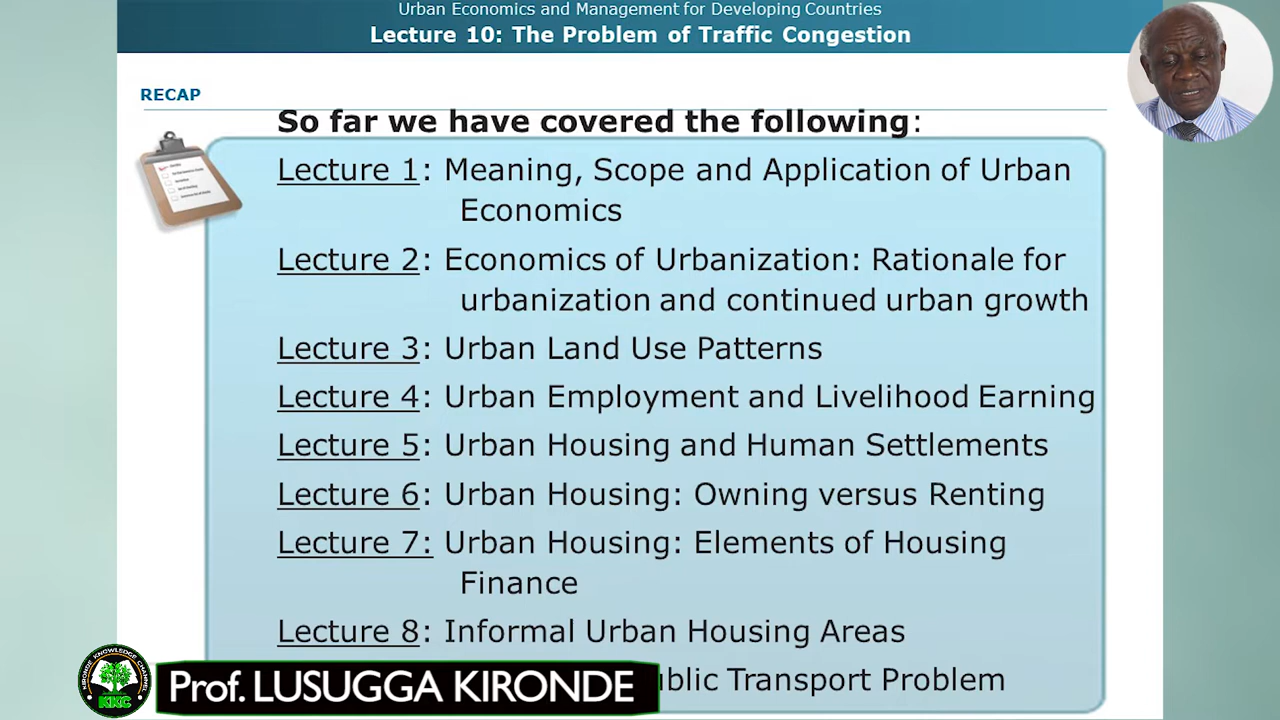 Urban Economics and Management for Developing Countries
Lecture 10: The Problem of Traffic Congestion
RECAP
So far we have covered the following:
Lecture 1: Meaning, Scope and Application of Urban
Economics
Lecture 2: Economics of Urbanization: Rationale for
urbanization and continued urban growth
Lecture 3: Urban Land Use Patterns
Lecture 4: Urban Employment and Livelihood Earning
Lecture 5: Urban Housing and Human Settlements
Lecture 6: Urban Housing: Owning versus Renting
Lecture 7: Urban Housing: Elements of Housing
Finance
Lecture 8: Informal Urban Housing Areas
Transport Problem
KIRONDE KNOWLEDGE CHANNEL
KKC
Prof. LUSUGGA KIRONDE